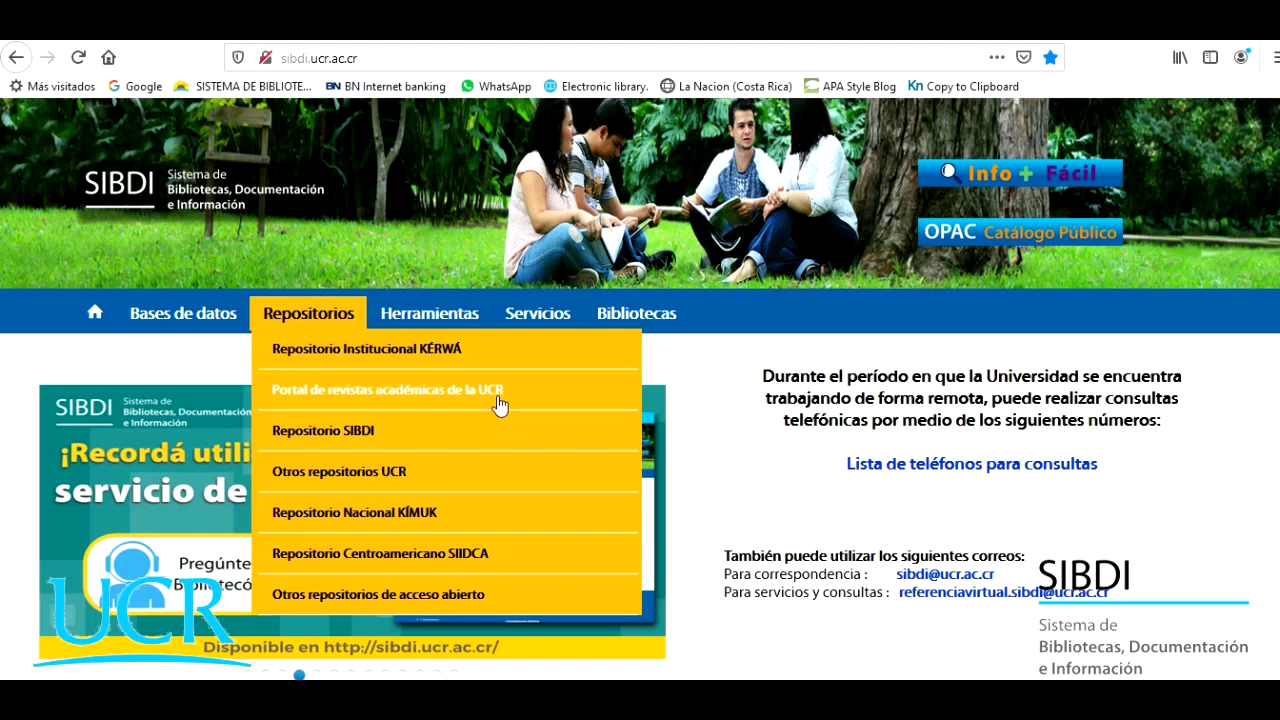 sibdi.ucr.ac.cr
Más visitados
Google
SISTEMA DE BIBLIOTE...
BN BN Internet banking
WhatsApp
Electronic library.
La Nacion (Costa Rica)
APA Style Blog
Kn Copy to Clipboard
SIBDI
Sistema de
Bibliotecas, Documentación
e Información
Info + Fácil
OPAC Catálogo Público
Bases de datos
Repositorios
Herramientas
Servicios
Bibliotecas
Repositorio Institucional KÉRWÁ
Portal de revistas académicas de la UCR
Repositorio SIBDI
Otros repositorios UCR
Repositorio Nacional KÍMUK
Repositorio Centroamericano SIIDCA
Otros repositorios de acceso abierto
SIBDI
Sistema de
Bibliotecas, Documentación
e Información
¡Recordá utili
servicio de
Pregúnte
Bibliotecó
UCR
Disponible en http://sibdi.ucr.ac.cr/
Durante el período en que la Universidad se encuentra
trabajando de forma remota, puede realizar consultas
telefónicas por medio de los siguientes números:
Lista de teléfonos para consultas
También puede utilizar los siguientes correos:
Para correspondencia : sibdi@ucr.ac.cr
Para servicios y consultas : referenciavirtual.sibdi@ucr.ac.cr
SIBDI
Sistema de
Bibliotecas, Documentación
e Información